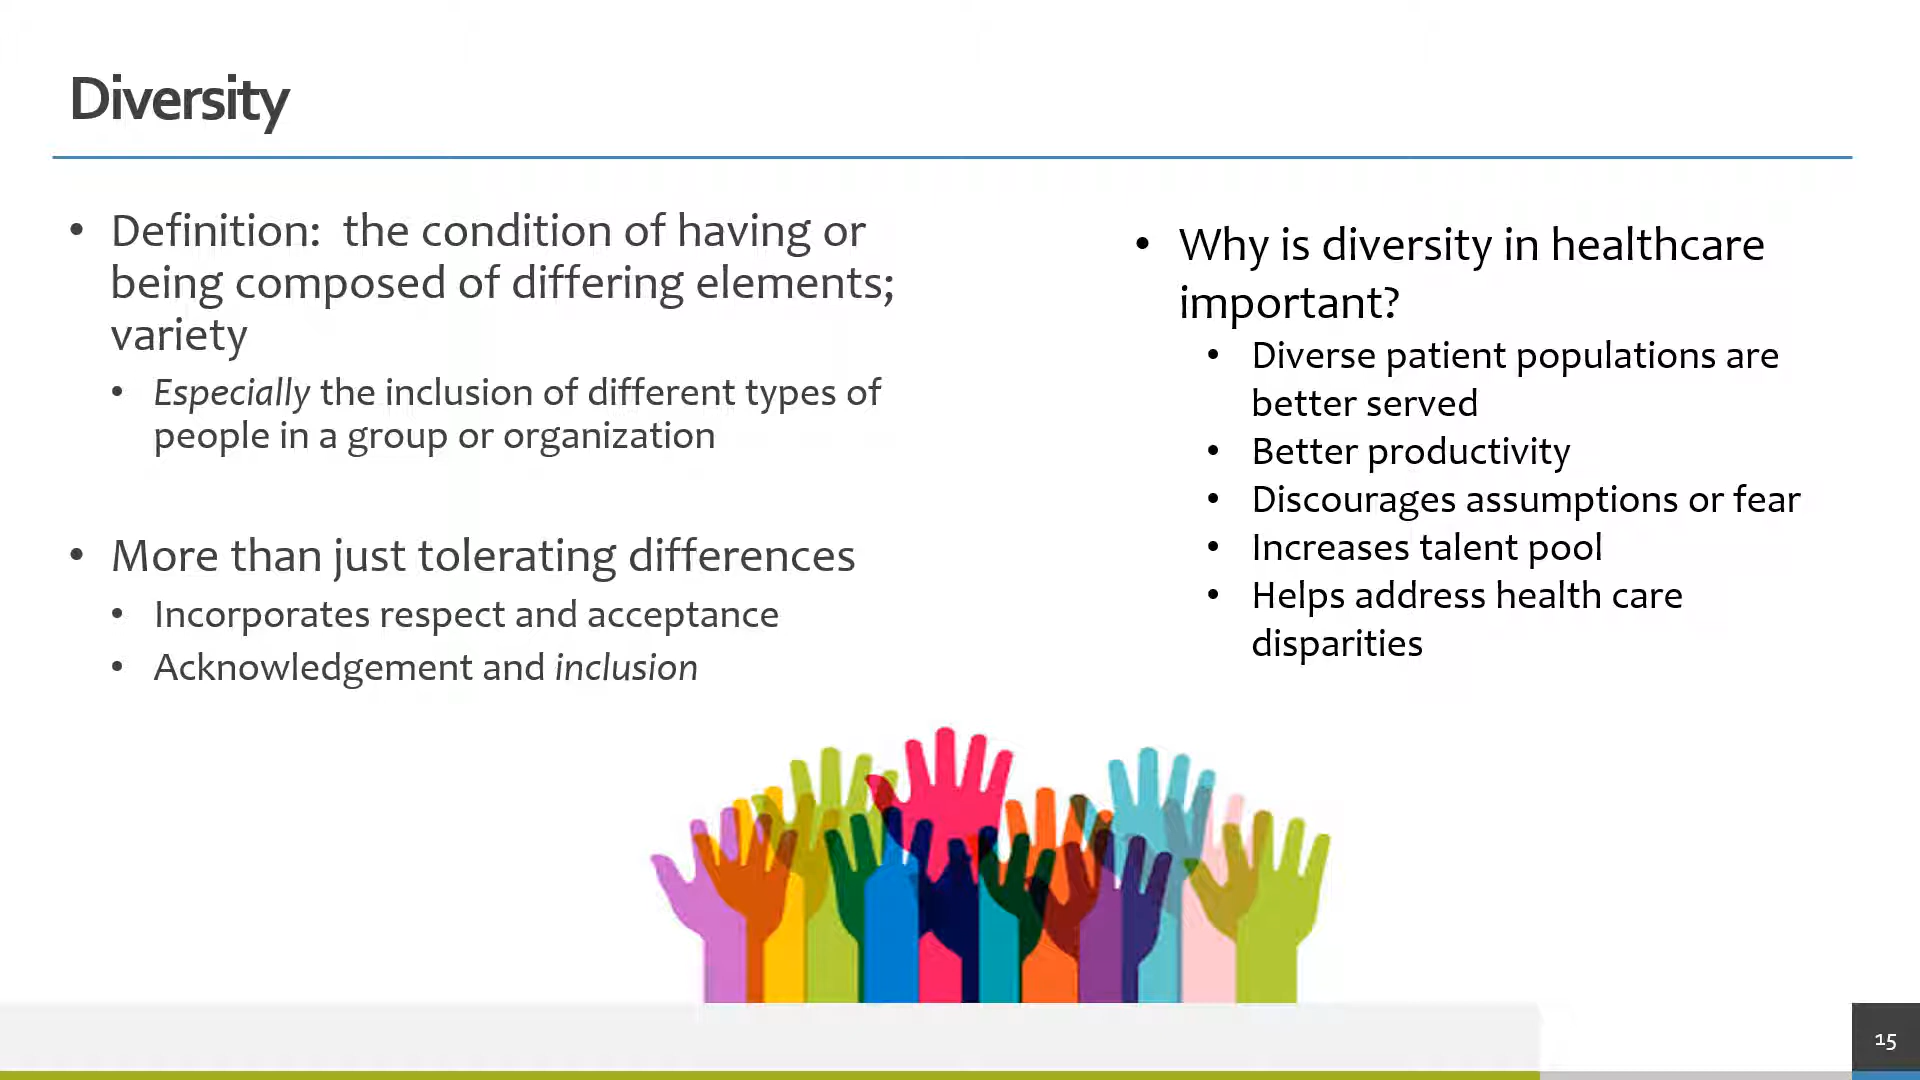 Diversity
• Definition:  the condition of having or
being composed of differing elements;
variety
• Especially the inclusion of different types of
people in a group or organization
• More than just tolerating differences
• Incorporates respect and acceptance
• Acknowledgement and inclusion
• Why is diversity in healthcare
important?
• Diverse patient populations are
better served
• Better productivity
• Discourages assumptions or fear
• Increases talent pool
• Helps address health care
disparities
15